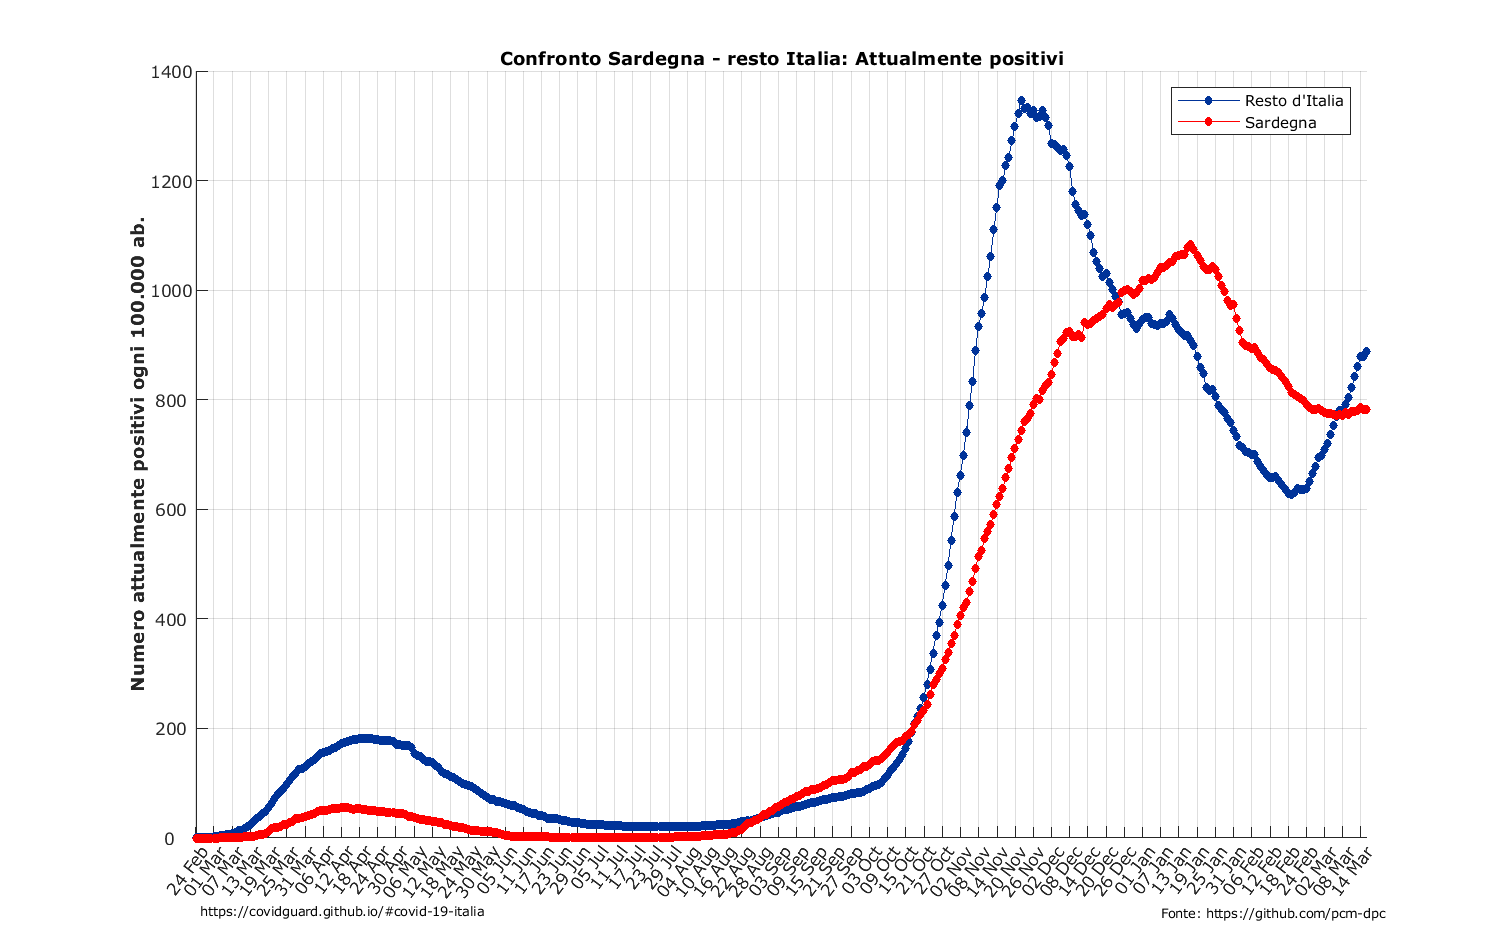 Confronto Sardegna - resto Italia: Attualmente positivi
1400
1200
1000
800
600
400
200
0
Numero attualmente positivi ogni 100.000 ab.
Resto d'Italia
Sardegna
24 Feb
01 Mar
07 Mar
13 Mar
19 Mar
25 Mar
31 Mar
06 Apr
12 Apr
18 Apr
24 Apr
30 Apr
06 May
12 May
18 May
24 May
30 May
05 Jun
11 Jun
17 Jun
23 Jun
29 Jun
05 Jul
11 Jul
17 Jul
23 Jul
29 Jul
04 Aug
10 Aug
16 Aug
22 Aug
28 Aug
03 Sep
09 Sep
15 Sep
21 Sep
27 Sep
03 Oct
09 Oct
15 Oct
21 Oct
27 Oct
02 Nov
08 Nov
14 Nov
20 Nov
26 Nov
02 Dec
08 Dec
14 Dec
20 Dec
26 Dec
01 Jan
07 Jan
13 Jan
19 Jan
25 Jan
31 Jan
06 Feb
12 Feb
18 Feb
24 Feb
02 Mar
08 Mar
14 Mar
https://covidguard.github.io/#covid-19-italia
Fonte: https://github.com/pcm-dpc